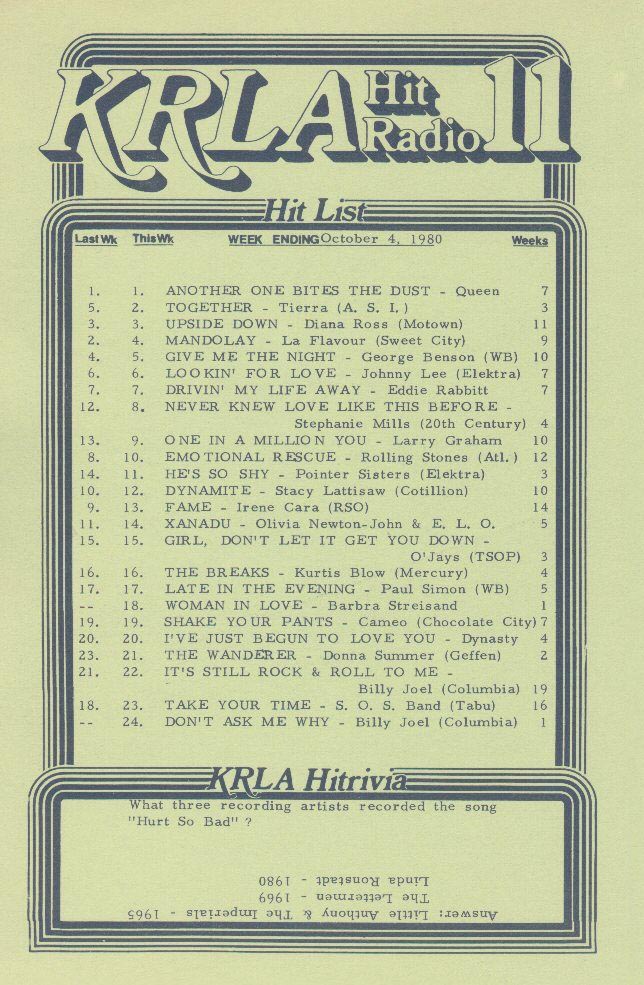 KRLA Hit Radio 11
Hit List
Last Wk This Wk WEEK ENDING October 4, 1980 Weeks
1. 1. ANOTHER ONE BITES THE DUST - Queen 7
5. 2. TOGETHER - Tierra (A. S. I.) 3
3. 3. UPSIDE DOWN - Diana Ross (Motown) 11
2. 4. MANDOLAY - La Flavour (Sweet City) 9
4. 5. GIVE ME THE NIGHT - George Benson (WB) 10
6. 6. LOOKIN' FOR LOVE - Johnny Lee (Elektra) 7
7. 7. DRIVIN' MY LIFE AWAY - Eddie Rabbitt 7
12. 8. NEVER KNEW LOVE LIKE THIS BEFORE -
Stephanie Mills (20th Century) 4
13. 9. ONE IN A MILLION YOU - Larry Graham 10
8. 10. EMOTIONAL RESCUE - Rolling Stones (Atl.) 12
14. 11. HE'S SO SHY - Pointer Sisters (Elektra) 3
10. 12. DYNAMITE - Stacy Lattisaw (Cotillion) 10
9. 13. FAME - Irene Cara (RSO) 14
11. 14. XANADU - Olivia Newton-John & E. L. O. 5
15. 15. GIRL, DON'T LET IT GET YOU DOWN -
O'Jays (TSOP) 3
16. 16. THE BREAKS - Kurtis Blow (Mercury) 4
17. 17. LATE IN THE EVENING - Paul Simon (WB) 5
-- 18. WOMAN IN LOVE - Barbra Streisand 1
19. 19. SHAKE YOUR PANTS - Cameo (Chocolate City) 7
20. 20. I'VE JUST BEGUN TO LOVE YOU - Dynasty 4
23. 21. THE WANDERER - Donna Summer (Geffen) 2
21. 22. IT'S STILL ROCK & ROLL TO ME -
Billy Joel (Columbia) 19
18. 23. TAKE YOUR TIME - S. O. S. Band (Tabu) 16
-- 24. DON'T ASK ME WHY - Billy Joel (Columbia) 1
KRLA Hitrivia
What three recording artists recorded the song
"Hurt So Bad" ?
Answer: Little Anthony & The Imperials - 1965
The Lettermen - 1969
Linda Ronstadt - 1980